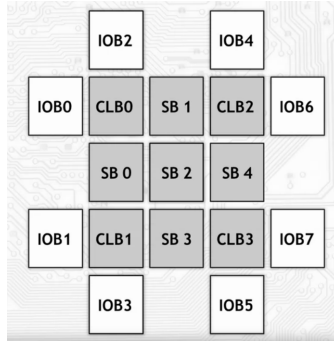 IOB2 IOB4
IOB0 CLB0 SB 1 CLB2 IOB6
SB 0 SB 2 SB 4
IOB1 CLB1 SB 3 CLB3 IOB7
IOB3 IOB5